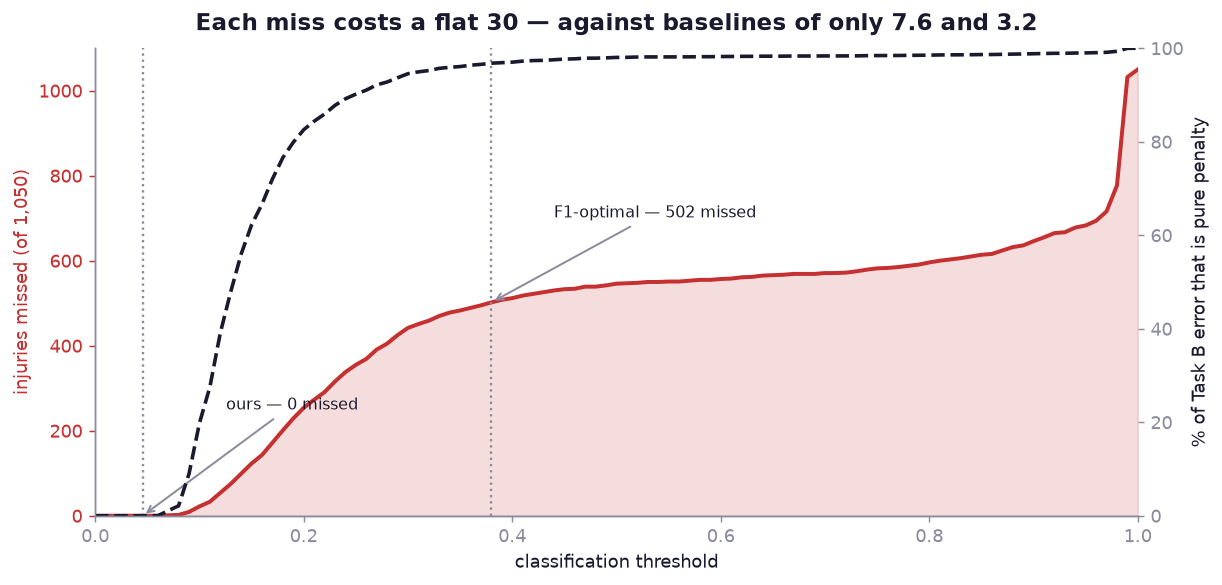 Each miss costs a flat 30 — against baselines of only 7.6 and 3.2
injuries missed (of 1,050)
1000
800
600
400
200
0
F1-optimal — 502 missed
ours — 0 missed
100
80
60
40
20
0
% of Task B error that is pure penalty
0.0 0.2 0.4 0.6 0.8 1.0
classification threshold